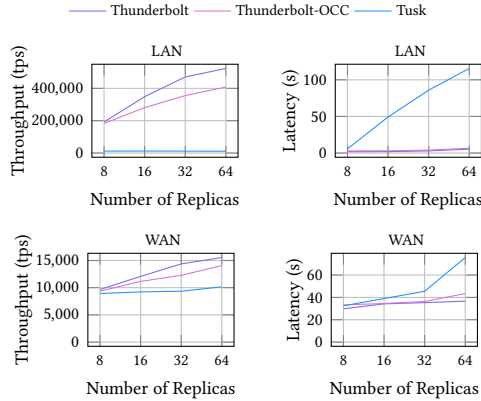 Thunderbolt Thunderbolt-OCC Tusk
LAN
Throughput (tps)
400,000
200,000
0
8 16 32 64
Number of Replicas
LAN
Latency (s)
100
50
0
8 16 32 64
Number of Replicas
WAN
Throughput (tps)
15,000
10,000
5,000
0
8 16 32 64
Number of Replicas
WAN
Latency (s)
60
40
20
0
8 16 32 64
Number of Replicas